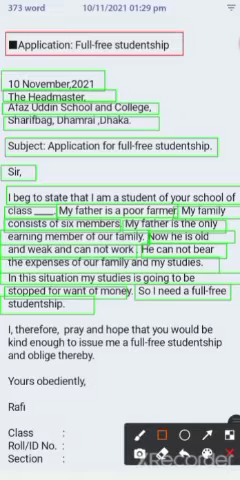 373 word 10/11/2021 01:29 pm
■Application: Full-free studentship
10 November,2021
The Headmaster,
Afaz Uddin School and College,
Sharifbag, Dhamrai ,Dhaka.
Subject: Application for full-free studentship.
Sir,
I beg to state that I am a student of your school of
class ____. My father is a poor farmer. My family
consists of six members. My father is the only
earning member of our family. Now he is old
and weak and can not work . He can not bear
the expenses of our family and my studies.
In this situation my studies is going to be
stopped for want of money. So I need a full-free
studentship.
I, therefore, pray and hope that you would be
kind enough to issue me a full-free studentship
and oblige thereby.
Yours obediently,
Rafi
Class :
Roll/ID No. :
Section :
XRecorder